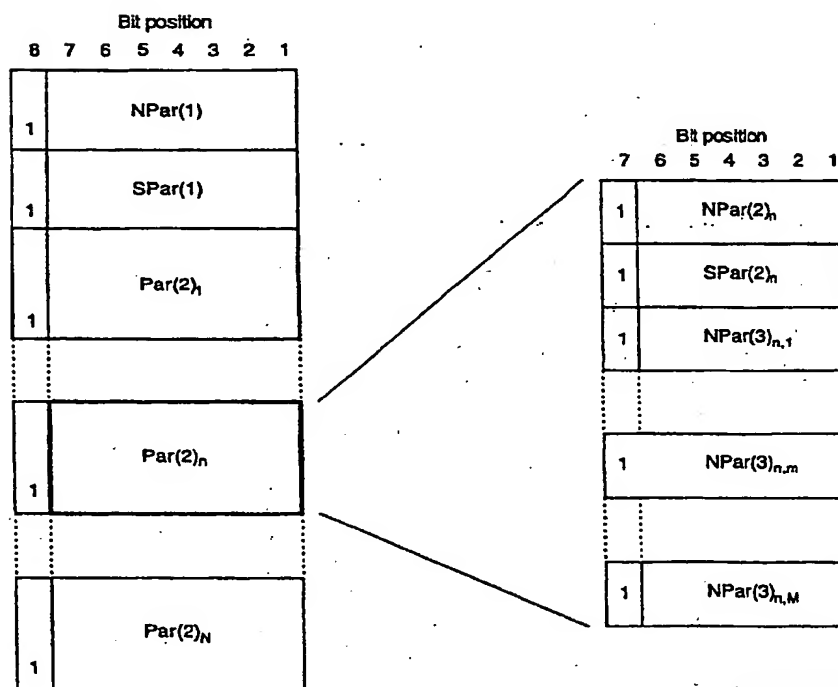 Bit position
8 7 6 5 4 3 2 1
NPar(1)
1
SPar(1)
1
Par(2)1
1
Par(2)n
1
Par(2)N
1
Bit position
7 6 5 4 3 2 1
1 NPar(2)n
1 SPar(2)n
1 NPar(3)n,1
1 NPar(3)n,m
1 NPar(3)n,M